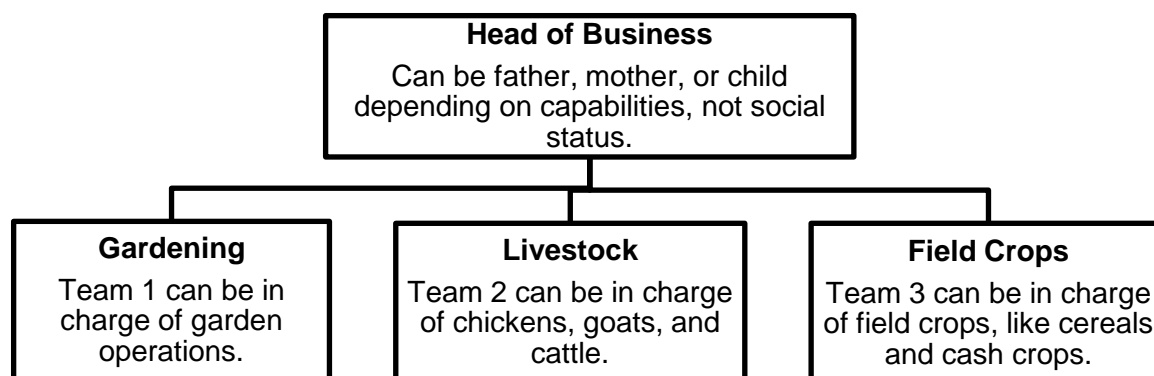 Head of Business
Can be father, mother, or child
depending on capabilities, not social
status.
Gardening
Team 1 can be in
charge of garden
operations.
Livestock
Team 2 can be in charge
of chickens, goats, and
cattle.
Field Crops
Team 3 can be in charge
of field crops, like cereals
and cash crops.